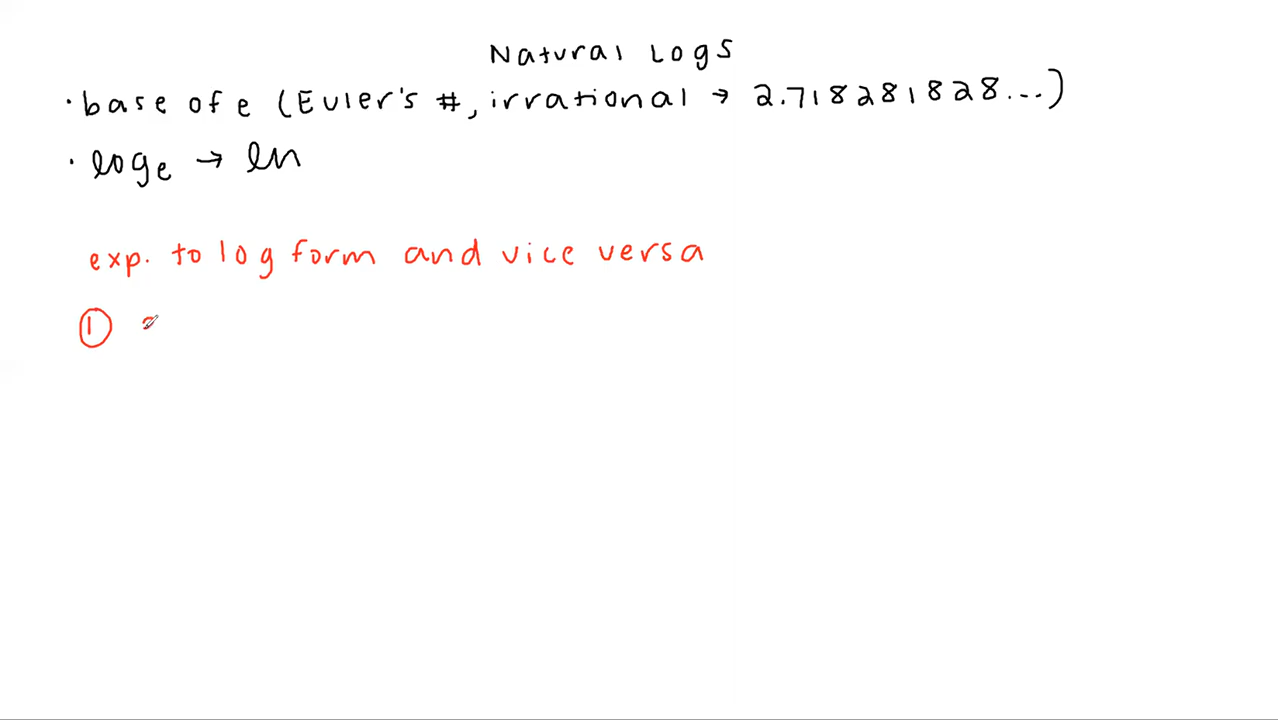 Natural Logs
· base of e (Euler's #, irrational → 2.718281828...)
· logₑ → ln
exp. to log form and vice versa
①